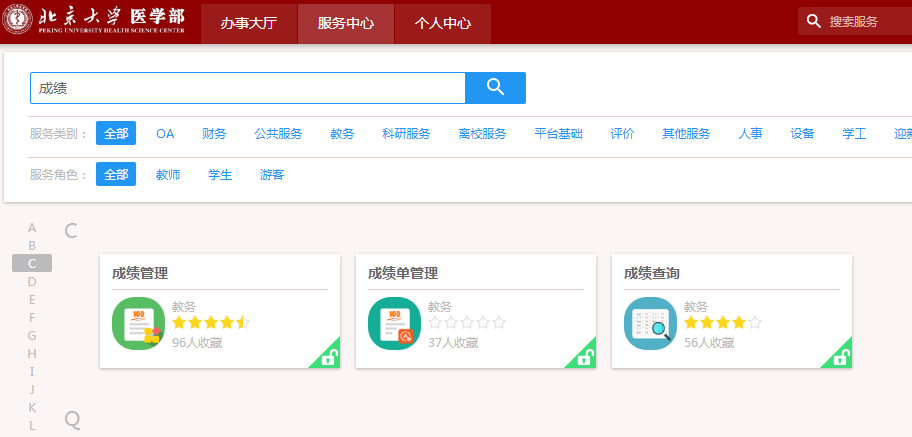 北京大学医学部 办事大厅 服务中心 个人中心 搜索服务
PEKING UNIVERSITY HEALTH SCIENCE CENTER
成绩
服务类别： 全部 OA 财务 公共服务 教务 科研服务 离校服务 平台基础 评价 其他服务 人事 设备 学工 迎新
服务角色： 全部 教师 学生 游客
A
B
C
D
E
F
G
H
I
J
K
L
C
成绩管理 成绩单管理 成绩查询
100 100
教务 教务 教务
96人收藏 37人收藏 56人收藏
Q